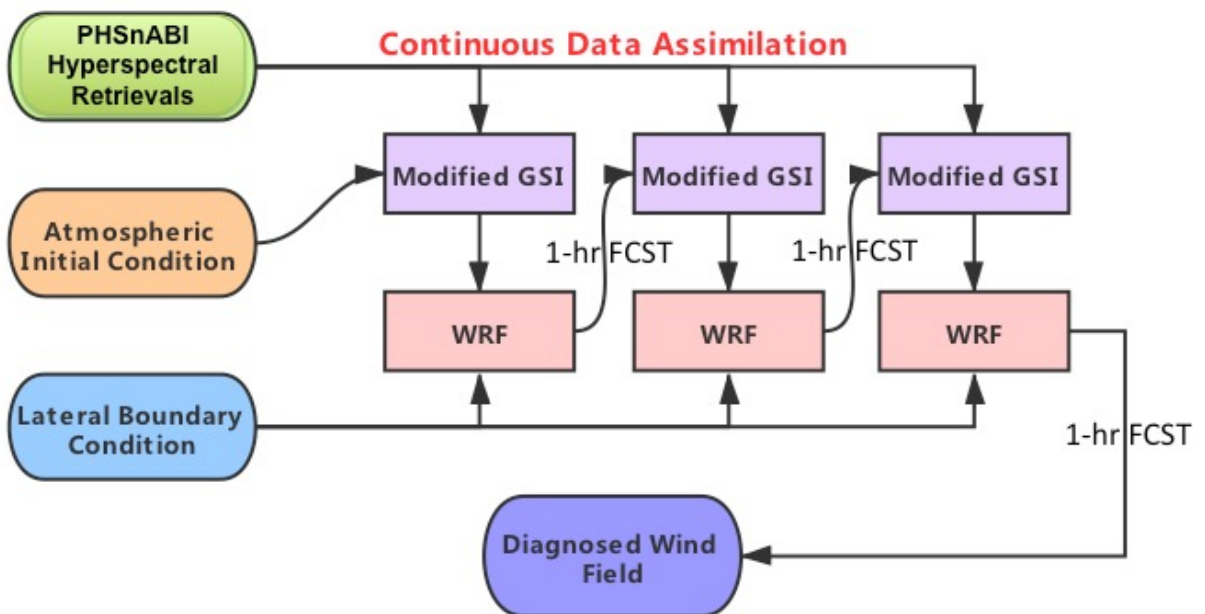 PHSnABI
Hyperspectral
Retrievals
Continuous Data Assimilation
Modified GSI
Modified GSI
Modified GSI
Atmospheric
Initial Condition
1-hr FCST
1-hr FCST
WRF
WRF
WRF
Lateral Boundary
Condition
1-hr FCST
Diagnosed Wind
Field